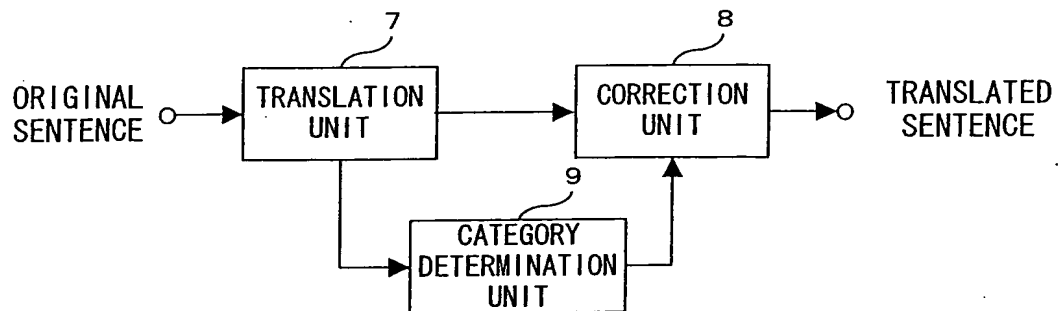 7
8
ORIGINAL
SENTENCE
TRANSLATION
UNIT
CORRECTION
UNIT
TRANSLATED
SENTENCE
9
CATEGORY
DETERMINATION
UNIT